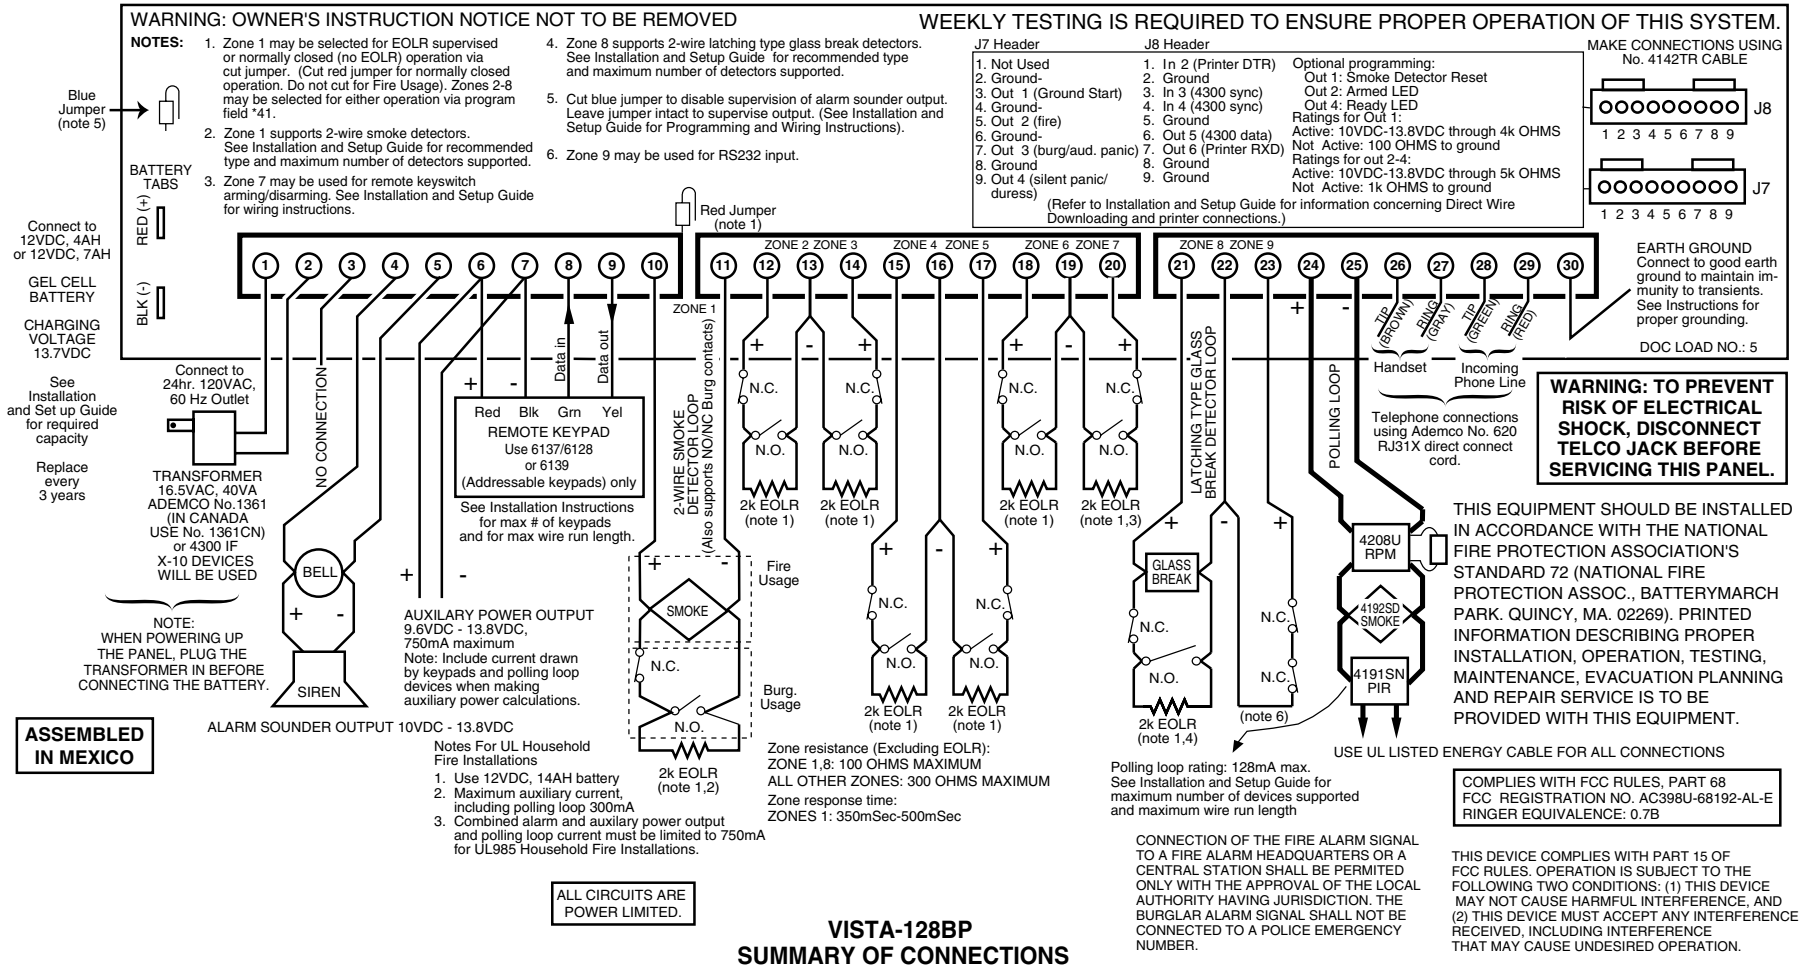 WARNING: OWNER'S INSTRUCTION NOTICE NOT TO BE REMOVED
WEEKLY TESTING IS REQUIRED TO ENSURE PROPER OPERATION OF THIS SYSTEM.
NOTES:
1. Zone 1 may be selected for EOLR supervised
or normally closed (no EOLR) operation via
cut jumper. (Cut red jumper for normally closed
operation. Do not cut for Fire Usage). Zones 2-8
may be selected for either operation via program
field *41.
2. Zone 1 supports 2-wire smoke detectors.
See Installation and Setup Guide for recommended
type and maximum number of detectors supported.
3. Zone 7 may be used for remote keyswitch
arming/disarming. See Installation and Setup Guide
for wiring instructions.
4. Zone 8 supports 2-wire latching type glass break detectors.
See Installation and Setup Guide for recommended type
and maximum number of detectors supported.
5. Cut blue jumper to disable supervision of alarm sounder output.
Leave jumper intact to supervise output. (See Installation and
Setup Guide for Programming and Wiring Instructions).
6. Zone 9 may be used for RS232 input.
J7 Header
1. Not Used
2. Ground-
3. Out 1 (Ground Start)
4. Ground-
5. Out 2 (fire)
6. Ground-
7. Out 3 (burg/aud. panic)
8. Ground
9. Out 4 (silent panic/
duress)
J8 Header
1. In 2 (Printer DTR)
2. Ground
3. In 3 (4300 sync)
4. In 4 (4300 sync)
5. Ground
6. Out 5 (4300 data)
7. Out 6 (Printer RXD)
8. Ground
9. Ground
Optional programming:
Out 1: Smoke Detector Reset
Out 2: Armed LED
Out 4: Ready LED
Ratings for Out 1:
Active: 10VDC-13.8VDC through 4k OHMS
Not Active: 100 OHMS to ground
Ratings for out 2-4:
Active: 10VDC-13.8VDC through 5k OHMS
Not Active: 1k OHMS to ground
(Refer to Installation and Setup Guide for information concerning Direct Wire
Downloading and printer connections.)
MAKE CONNECTIONS USING
No. 4142TR CABLE
J8
1 2 3 4 5 6 7 8 9
J7
1 2 3 4 5 6 7 8 9
Blue
Jumper
(note 5)
BATTERY
TABS
RED (+)
BLK (-)
Connect to
12VDC, 4AH
or 12VDC, 7AH
GEL CELL
BATTERY
CHARGING
VOLTAGE
13.7VDC
See
Installation
and Set up Guide
for required
capacity
Replace
every
3 years
Red Jumper
(note 1)
ZONE 2 ZONE 3 ZONE 4 ZONE 5 ZONE 6 ZONE 7 ZONE 8 ZONE 9
1 2 3 4 5 6 7 8 9 10 11 12 13 14 15 16 17 18 19 20 21 22 23 24 25 26 27 28 29 30
ZONE 1
EARTH GROUND
Connect to good earth
ground to maintain im-
munity to transients.
See Instructions for
proper grounding.
DOC LOAD NO.: 5
+ -
TIP
(BROWN)
RING
(GRAY)
TIP
(GREEN)
RING
(RED)
Handset
Incoming
Phone Line
Telephone connections
using Ademco No. 620
RJ31X direct connect
cord.
WARNING: TO PREVENT
RISK OF ELECTRICAL
SHOCK, DISCONNECT
TELCO JACK BEFORE
SERVICING THIS PANEL.
Connect to
24hr. 120VAC,
60 Hz Outlet
TRANSFORMER
16.5VAC, 40VA
ADEMCO No.1361
(IN CANADA
USE No. 1361CN)
or 4300 IF
X-10 DEVICES
WILL BE USED
NOTE:
WHEN POWERING UP
THE PANEL, PLUG THE
TRANSFORMER IN BEFORE
CONNECTING THE BATTERY.
NO CONNECTION
BELL
+ -
SIREN
ALARM SOUNDER OUTPUT 10VDC - 13.8VDC
ASSEMBLED
IN MEXICO
+ -
Data in
Data out
Red Blk Grn Yel
REMOTE KEYPAD
Use 6137/6128
or 6139
(Addressable keypads) only
See Installation Instructions
for max # of keypads
and for max wire run length.
+ -
AUXILARY POWER OUTPUT
9.6VDC - 13.8VDC,
750mA maximum
Note: Include current drawn
by keypads and polling loop
devices when making
auxiliary power calculations.
Notes For UL Household
Fire Installations
1. Use 12VDC, 14AH battery
2. Maximum auxiliary current,
including polling loop 300mA
3. Combined alarm and auxilary power output
and polling loop current must be limited to 750mA
for UL985 Household Fire Installations.
2-WIRE SMOKE
DETECTOR LOOP
(Also supports NO/NC Burg contacts)
+ -
SMOKE
Fire
Usage
N.C.
N.O.
Burg.
Usage
2k EOLR
(note 1,2)
+ - +
N.C. N.C.
N.O. N.O.
2k EOLR
(note 1)
2k EOLR
(note 1)
+ - +
N.C. N.C.
N.O. N.O.
2k EOLR
(note 1)
2k EOLR
(note 1)
+ - +
N.C. N.C.
N.O. N.O.
2k EOLR
(note 1)
2k EOLR
(note 1,3)
Zone resistance (Excluding EOLR):
ZONE 1,8: 100 OHMS MAXIMUM
ALL OTHER ZONES: 300 OHMS MAXIMUM
Zone response time:
ZONES 1: 350mSec-500mSec
LATCHING TYPE GLASS
BREAK DETECTOR LOOP
+ - +
GLASS
BREAK
N.C.
N.O.
2k EOLR
(note 1,4)
N.C.
N.C.
(note 6)
POLLING LOOP
4208U
RPM
4192SD
SMOKE
4191SN
PIR
Polling loop rating: 128mA max.
See Installation and Setup Guide for
maximum number of devices supported
and maximum wire run length
USE UL LISTED ENERGY CABLE FOR ALL CONNECTIONS
THIS EQUIPMENT SHOULD BE INSTALLED
IN ACCORDANCE WITH THE NATIONAL
FIRE PROTECTION ASSOCIATION'S
STANDARD 72 (NATIONAL FIRE
PROTECTION ASSOC., BATTERYMARCH
PARK. QUINCY, MA. 02269). PRINTED
INFORMATION DESCRIBING PROPER
INSTALLATION, OPERATION, TESTING,
MAINTENANCE, EVACUATION PLANNING
AND REPAIR SERVICE IS TO BE
PROVIDED WITH THIS EQUIPMENT.
COMPLIES WITH FCC RULES, PART 68
FCC REGISTRATION NO. AC398U-68192-AL-E
RINGER EQUIVALENCE: 0.7B
CONNECTION OF THE FIRE ALARM SIGNAL
TO A FIRE ALARM HEADQUARTERS OR A
CENTRAL STATION SHALL BE PERMITTED
ONLY WITH THE APPROVAL OF THE LOCAL
AUTHORITY HAVING JURISDICTION. THE
BURGLAR ALARM SIGNAL SHALL NOT BE
CONNECTED TO A POLICE EMERGENCY
NUMBER.
THIS DEVICE COMPLIES WITH PART 15 OF
FCC RULES. OPERATION IS SUBJECT TO THE
FOLLOWING TWO CONDITIONS: (1) THIS DEVICE
MAY NOT CAUSE HARMFUL INTERFERENCE, AND
(2) THIS DEVICE MUST ACCEPT ANY INTERFERENCE
RECEIVED, INCLUDING INTERFERENCE
THAT MAY CAUSE UNDESIRED OPERATION.
ALL CIRCUITS ARE
POWER LIMITED.
VISTA-128BP
SUMMARY OF CONNECTIONS